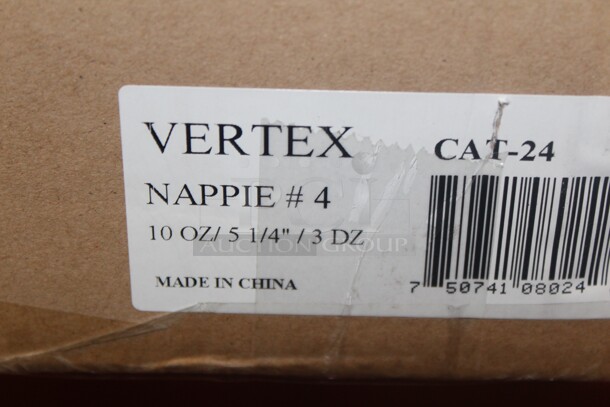 VERTEX CAT-24
NAPPIE # 4
10 OZ/ 5 1/4" / 3 DZ
AUCTION GROUP
MADE IN CHINA
7 50741 08024